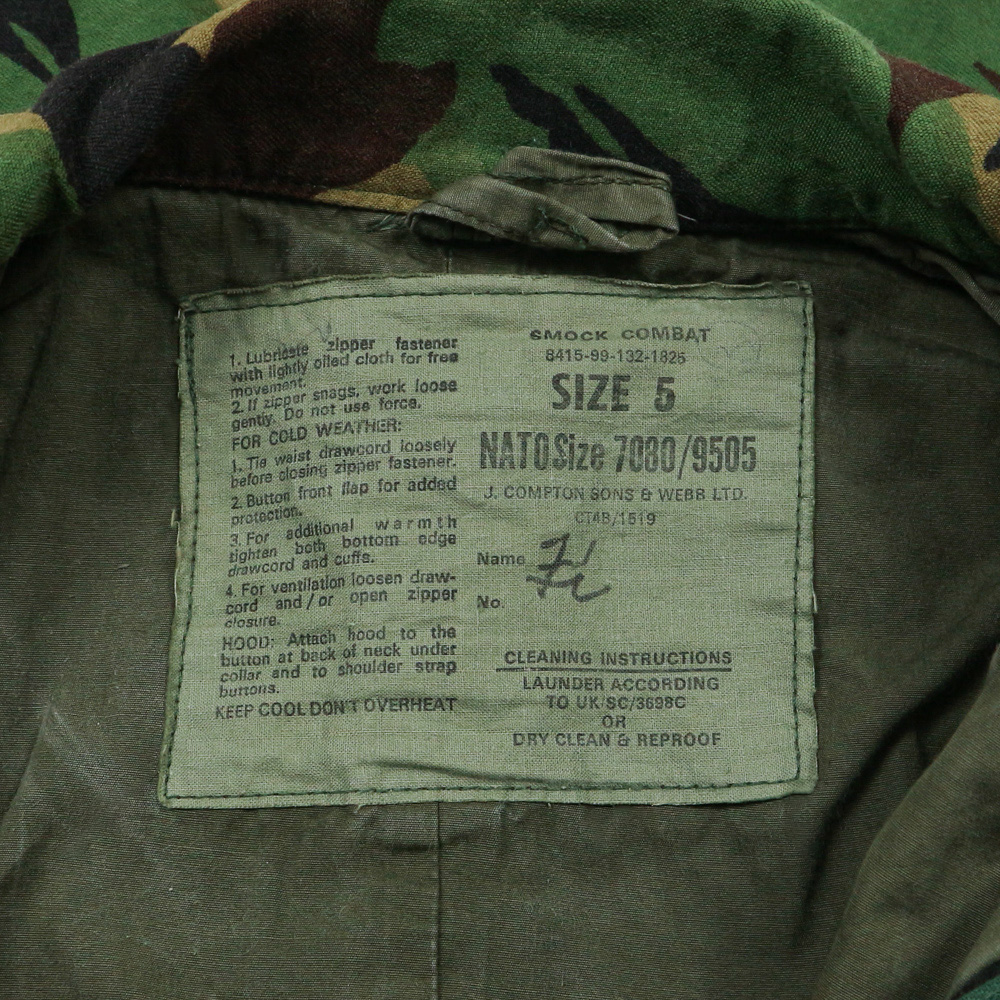 1. Lubricate zipper fastener
with lightly oiled cloth for free
movement.
2. If zipper snags, work loose
gently. Do not use force.
FOR COLD WEATHER:
1. Tie waist drawcord loosely
before closing zipper fastener.
2. Button front flap for added
protection.
3. For additional warmth
tighten both bottom edge
drawcord and cuffs.
4. For ventilation loosen draw-
cord and/or open zipper
closure.
HOOD: Attach hood to the
button at back of neck under
collar and to shoulder strap
buttons.
KEEP COOL DON'T OVERHEAT
SMOCK COMBAT
8415-99-132-1825
SIZE 5
NATO Size 7080/9505
J. COMPTON SONS & WEBB LTD.
CT4B/1519
Name
No.
CLEANING INSTRUCTIONS
LAUNDER ACCORDING
TO UK/SC/3698C
OR
DRY CLEAN & REPROOF